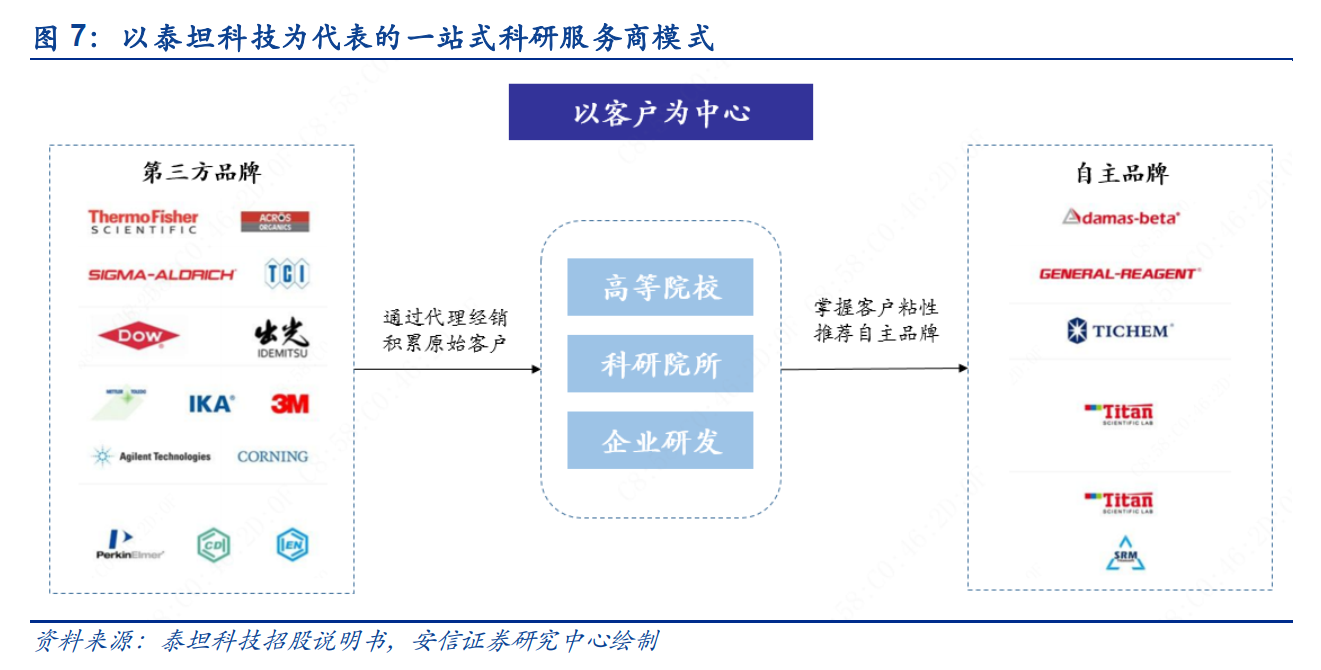 图 7：以泰坦科技为代表的一站式科研服务商模式
以客户为中心
第三方品牌
ThermoFisher
SCIENTIFIC
ACROS
ORGANICS
SIGMA-ALDRICH®
TCI
DOW
出光
IDEMITSU
METTLER TOLEDO
IKA®
3M
Agilent Technologies
CORNING
PerkinElmer®
CDI
IEN
通过代理经销
积累原始客户
高等院校
科研院所
企业研发
掌握客户粘性
推荐自主品牌
自主品牌
adamas-beta®
GENERAL-REAGENT®
TICHEM®
Titan
SCIENTIFIC LAB
Titan
SCIENTIFIC LAB
SRM
资料来源：泰坦科技招股说明书，安信证券研究中心绘制